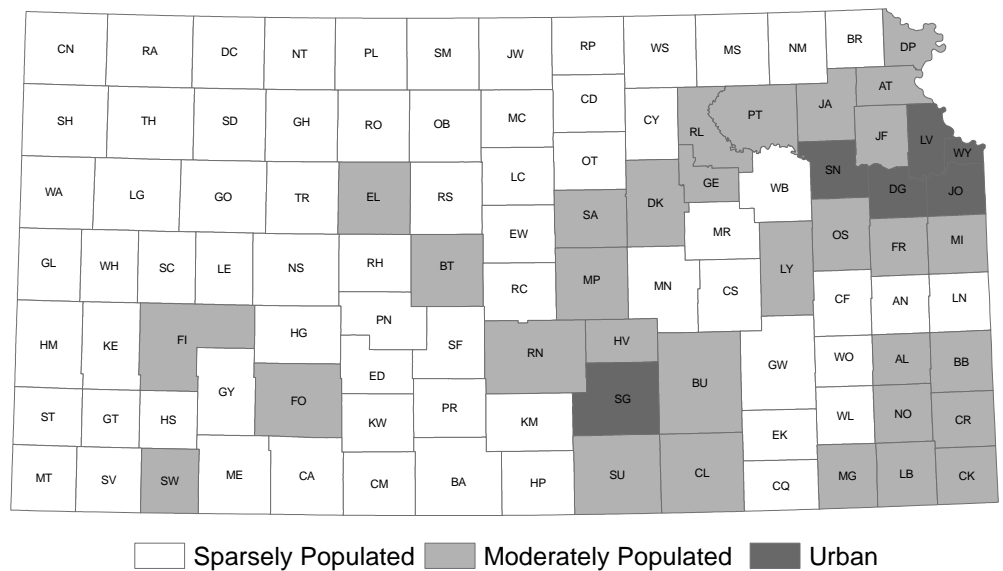 CN RA DC NT PL SM JW RP WS MS NM BR DP
SH TH SD GH RO OB MC CD CY RL PT JA AT
JF LV WY
WA LG GO TR EL RS LC OT SA DK GE WB SN DG JO
GL WH SC LE NS RH BT EW RC MP MN MR CS LY OS FR MI
HM KE FI HG PN SF RN HV BU GW CF AN LN
ED WO AL BB
ST GT HS GY FO KW PR KM SG EK WL NO CR
MT SV SW ME CA CM BA HP SU CL CQ MG LB CK
Sparsely Populated Moderately Populated Urban